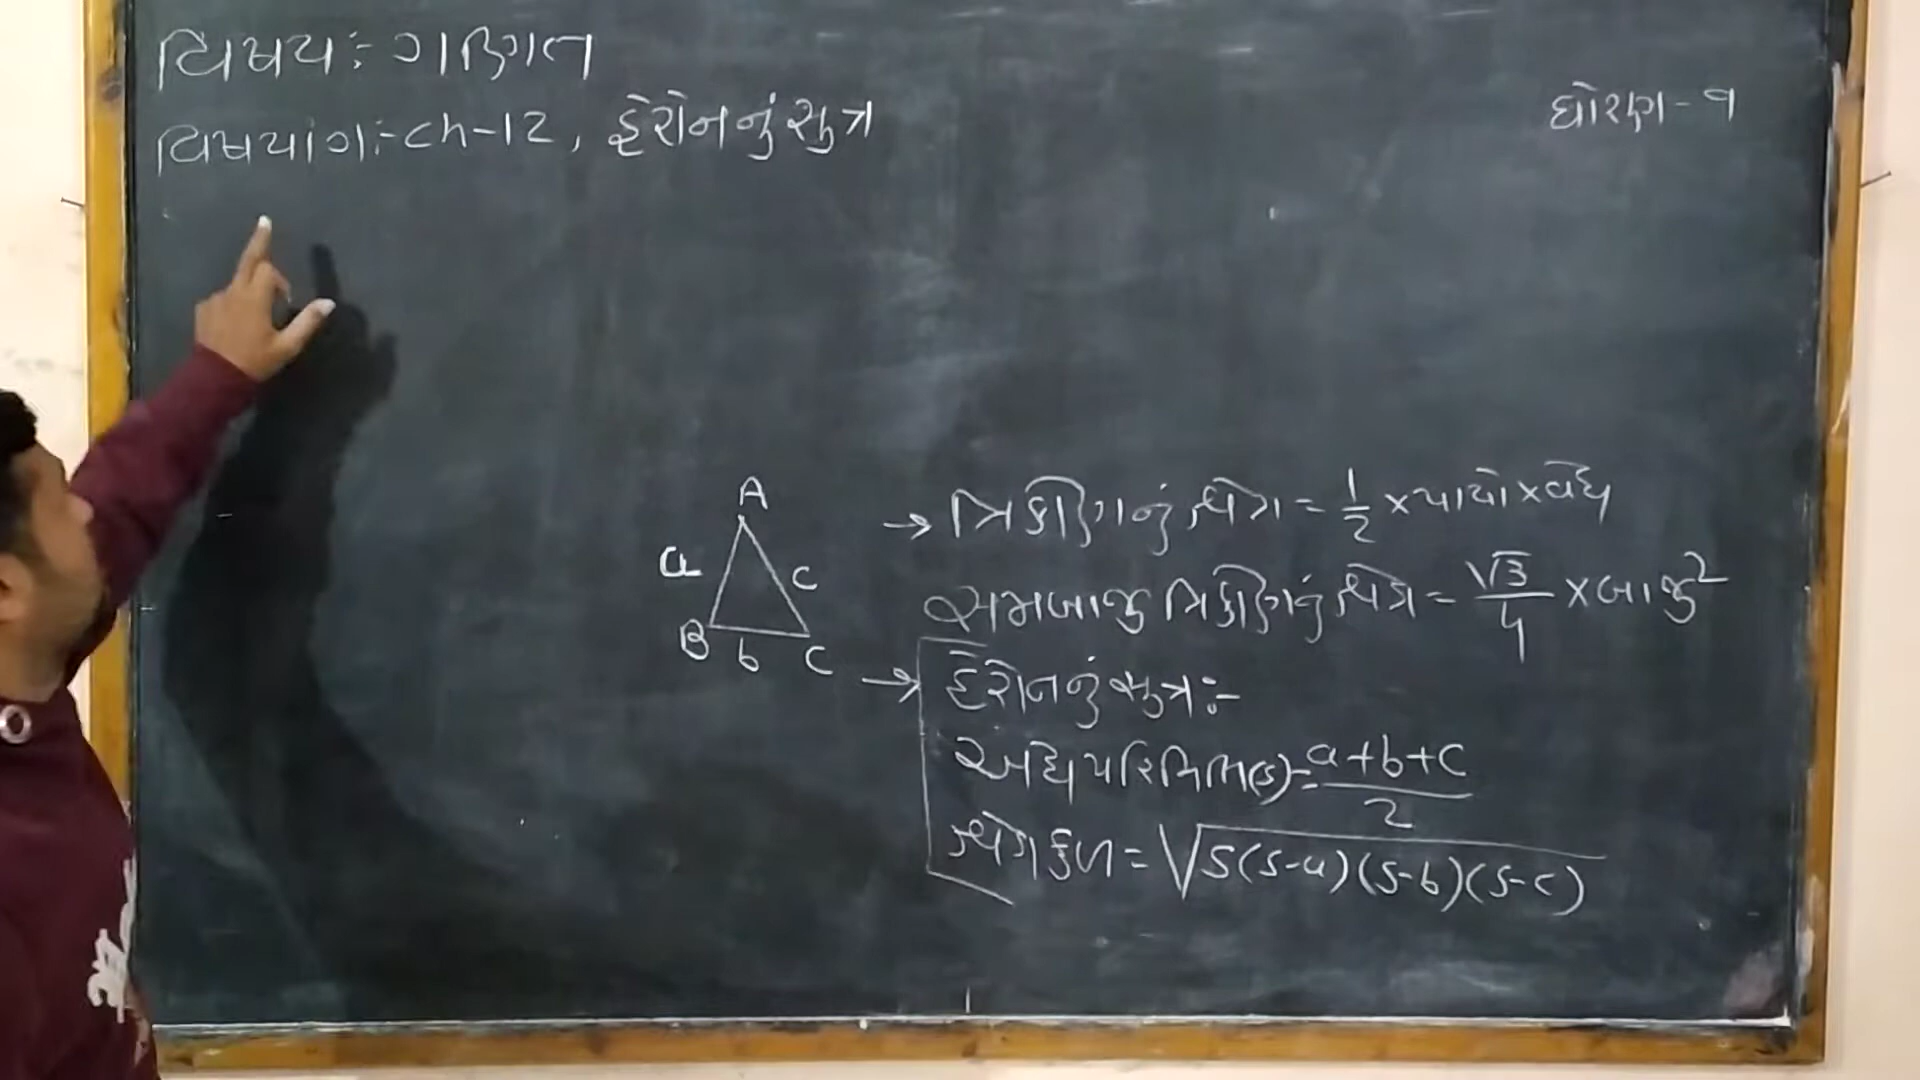 વિષય:- ગણિત
વિષયાંગ:- ch-12, હેરોનનું સુત્ર
ધોરણ-૧
A
a
c
B
b
C
→ ત્રિકોણનું ક્ષેત્ર = 1/2 × પાયો × વેધ
સમબાજુ ત્રિકોણનું ક્ષેત્ર = √3/4 × બાજુ²
→ હેરોનનું સુત્ર:-
અર્ધપરિમિતિ(s) = a+b+c/2
ક્ષેત્રફળ = √s(s-a)(s-b)(s-c)